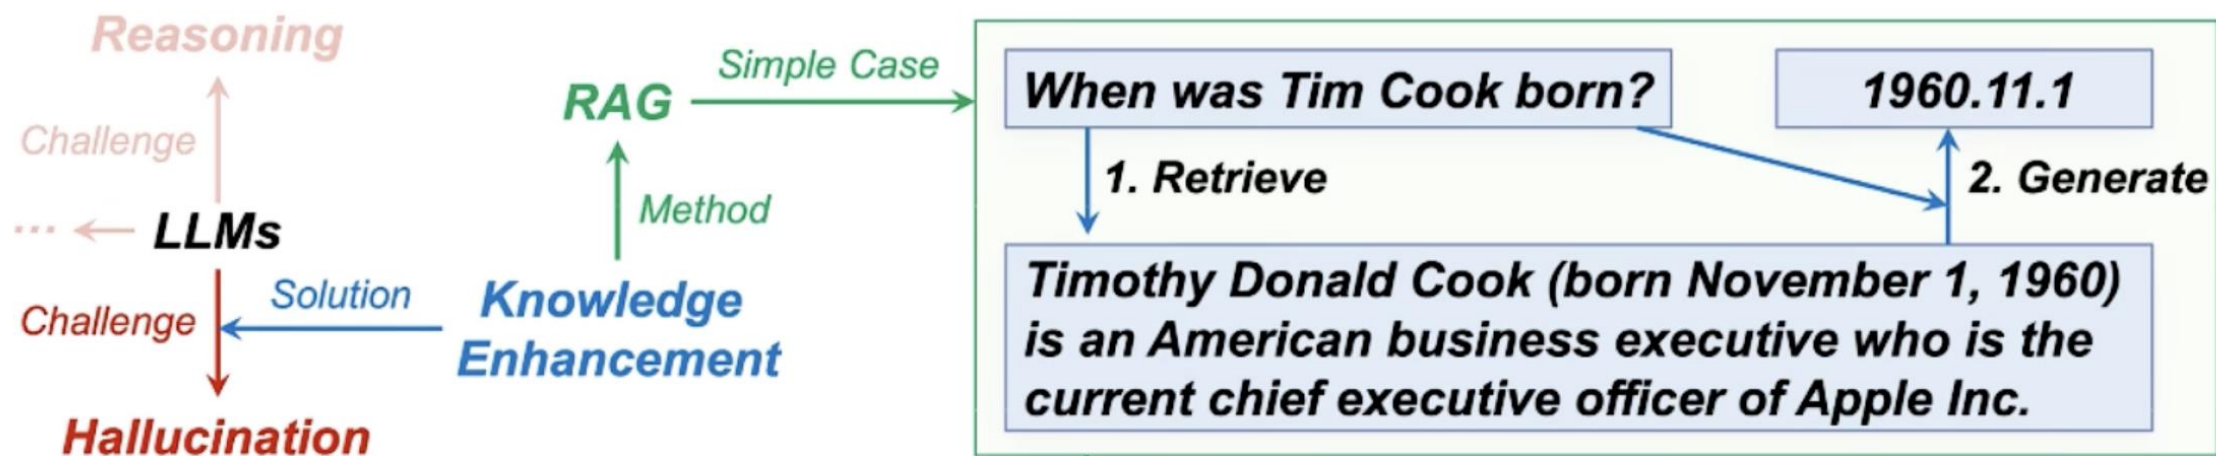 Reasoning
Challenge
... LLMs
Challenge
Hallucination
Solution
Knowledge
Enhancement
Method
RAG
Simple Case
When was Tim Cook born?
1960.11.1
1. Retrieve
2. Generate
Timothy Donald Cook (born November 1, 1960)
is an American business executive who is the
current chief executive officer of Apple Inc.